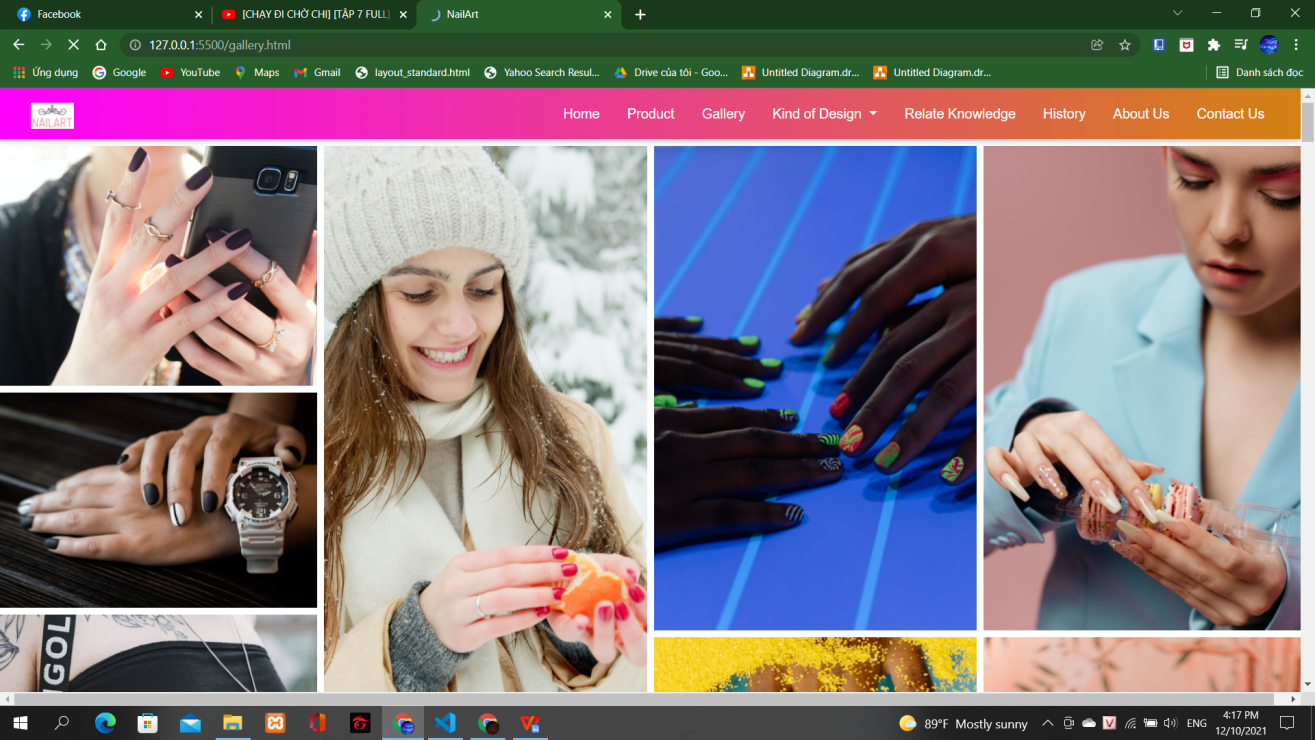 Facebook
[CHẠY ĐI CHỜ CHI] [TẬP 7 FULL]
NailArt
127.0.0.1:5500/gallery.html
Ứng dụng
Google
YouTube
Maps
Gmail
layout_standard.html
Yahoo Search Resul...
Drive của tôi - Goo...
Untitled Diagram.dr...
Untitled Diagram.dr...
Danh sách đọc
NAILART
Home
Product
Gallery
Kind of Design
Relate Knowledge
History
About Us
Contact Us
89°F Mostly sunny
ENG
4:17 PM
12/10/2021